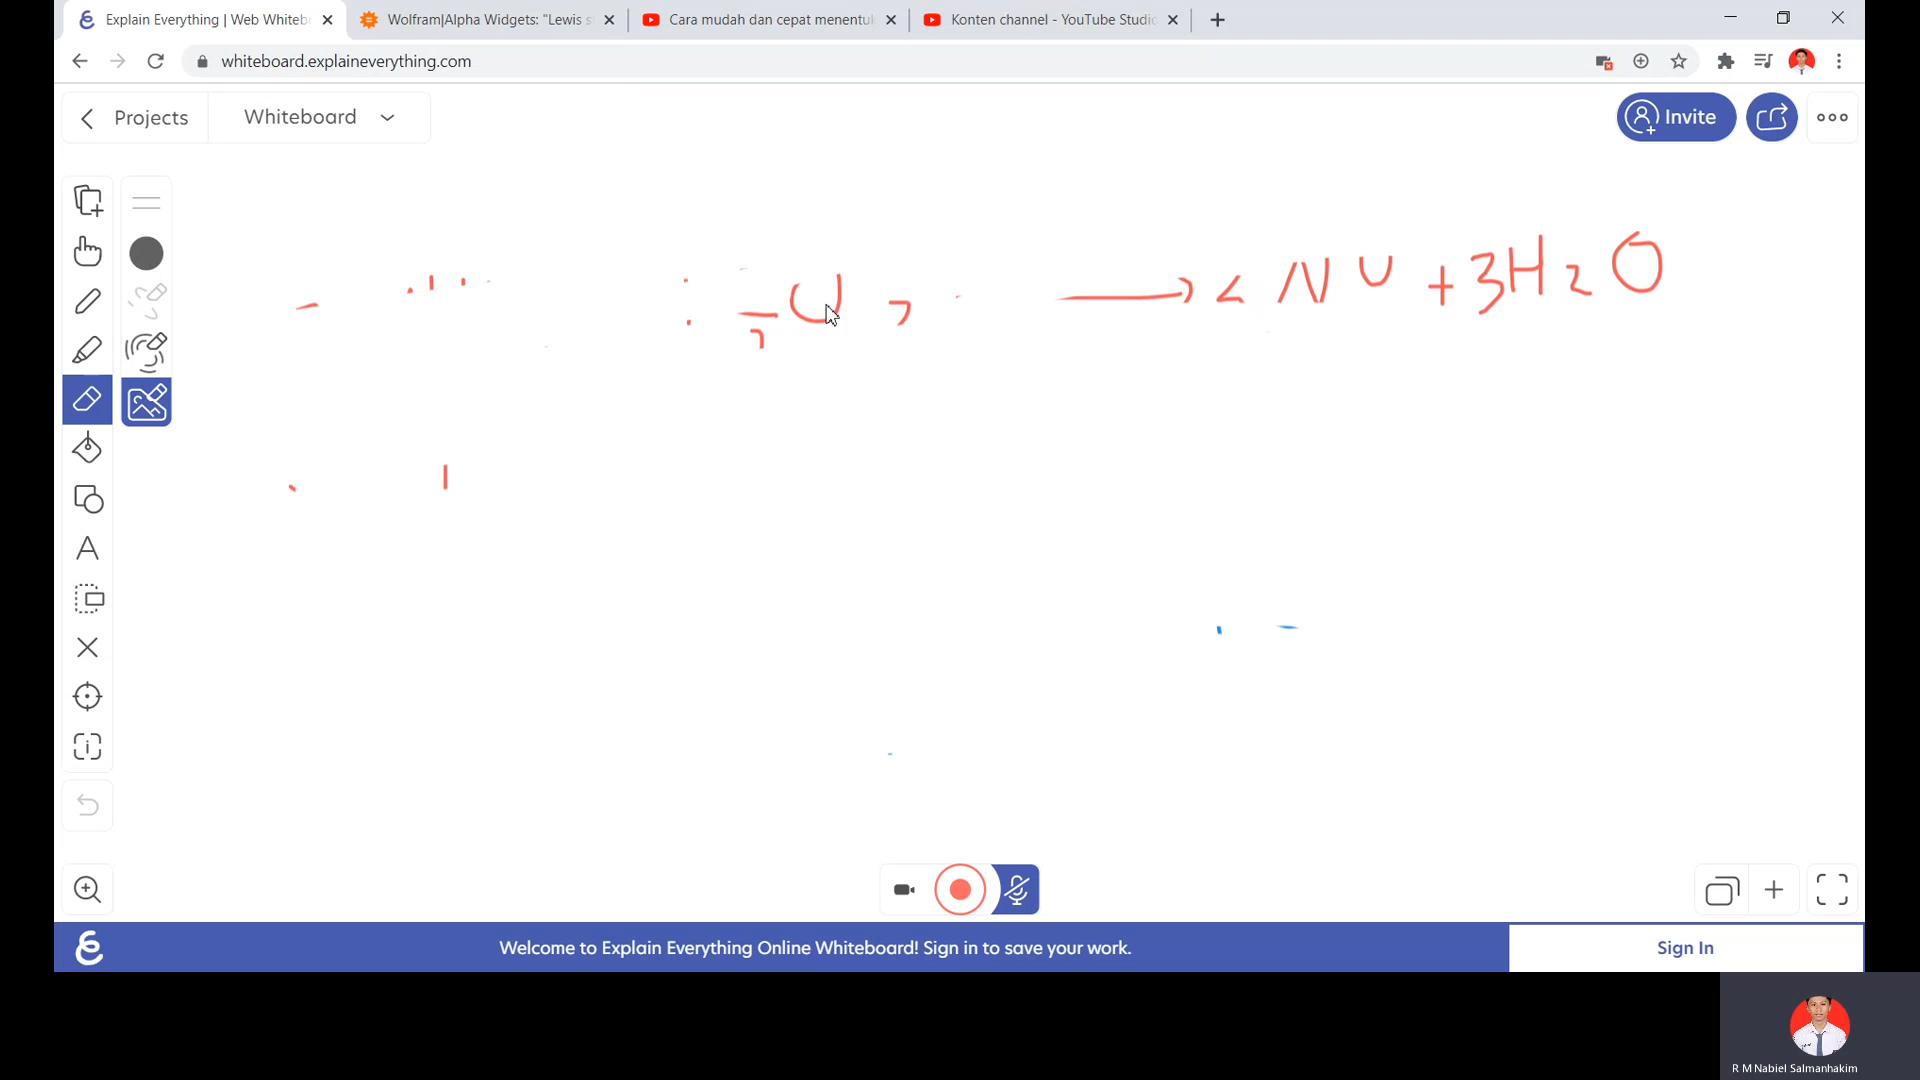 Explain Everything | Web Whiteb
Wolfram|Alpha Widgets: "Lewis s
Cara mudah dan cepat menentu
Konten channel - YouTube Studio
whiteboard.explaineverything.com
Projects
Whiteboard
Invite
+ 3H2O
Welcome to Explain Everything Online Whiteboard! Sign in to save your work.
Sign In
R M Nabiel Salmanhakim